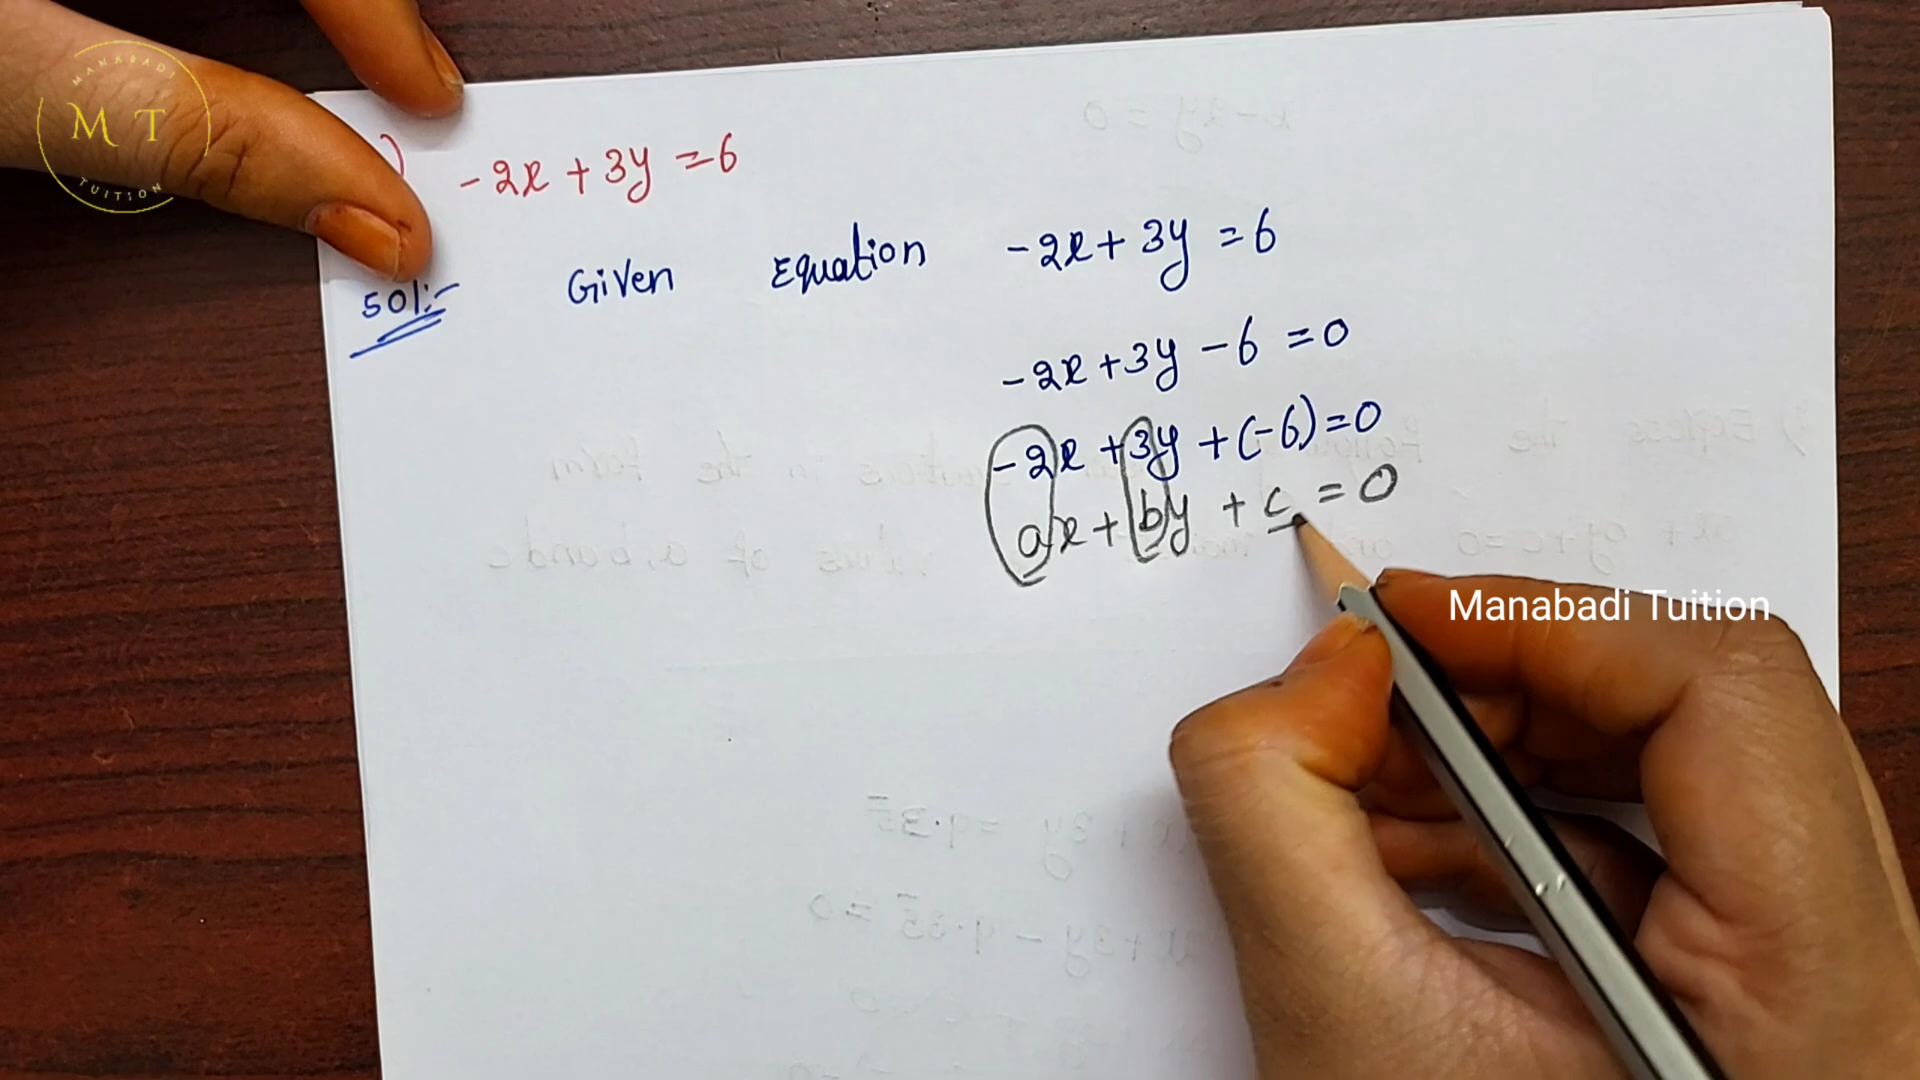 MANABADI
M T
TUITION
) -2x + 3y = 6
Sol:- Given Equation -2x + 3y = 6
-2x + 3y - 6 = 0
-2x + 3y + (-6) = 0
ax + by + c = 0
Manabadi Tuition